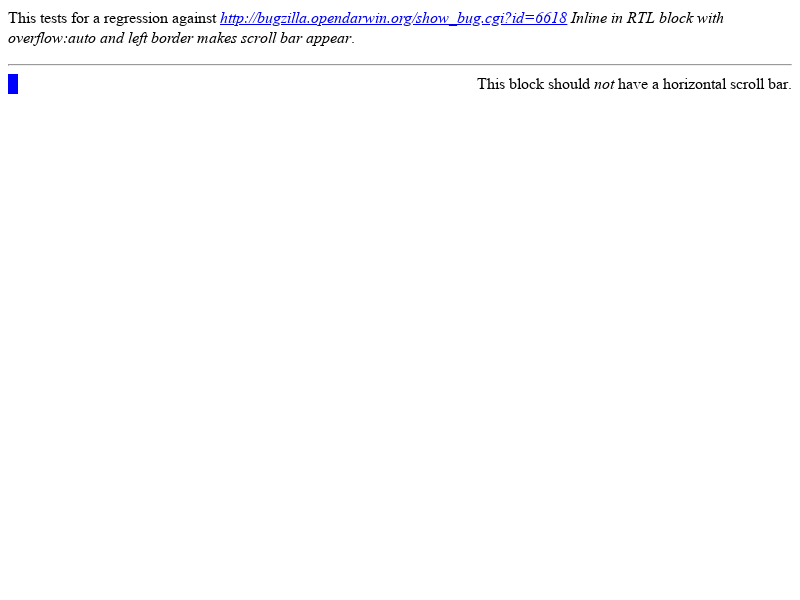 This tests for a regression against http://bugzilla.opendarwin.org/show_bug.cgi?id=6618 Inline in RTL block with
overflow:auto and left border makes scroll bar appear.
This block should not have a horizontal scroll bar.